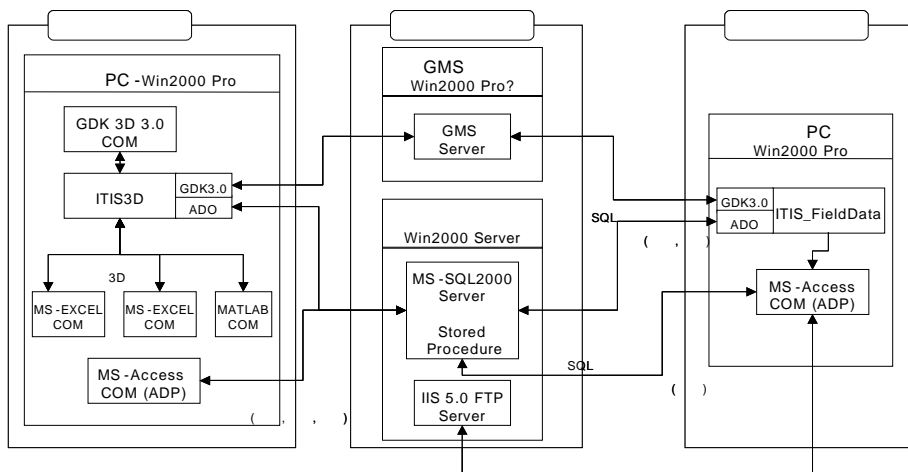 PC -Win2000 Pro
GDK 3D 3.0
COM
ITIS3D
GDK3.0
ADO
3D
MS -EXCEL
COM
MS -EXCEL
COM
MATLAB
COM
MS -Access
COM (ADP)
( , , )
GMS
Win2000 Pro?
GMS
Server
Win2000 Server
MS -SQL2000
Server
Stored
Procedure
IIS 5.0 FTP
Server
SQL
( , )
SQL
( )
PC
Win2000 Pro
GDK3.0
ADO
ITIS_FieldData
MS -Access
COM (ADP)